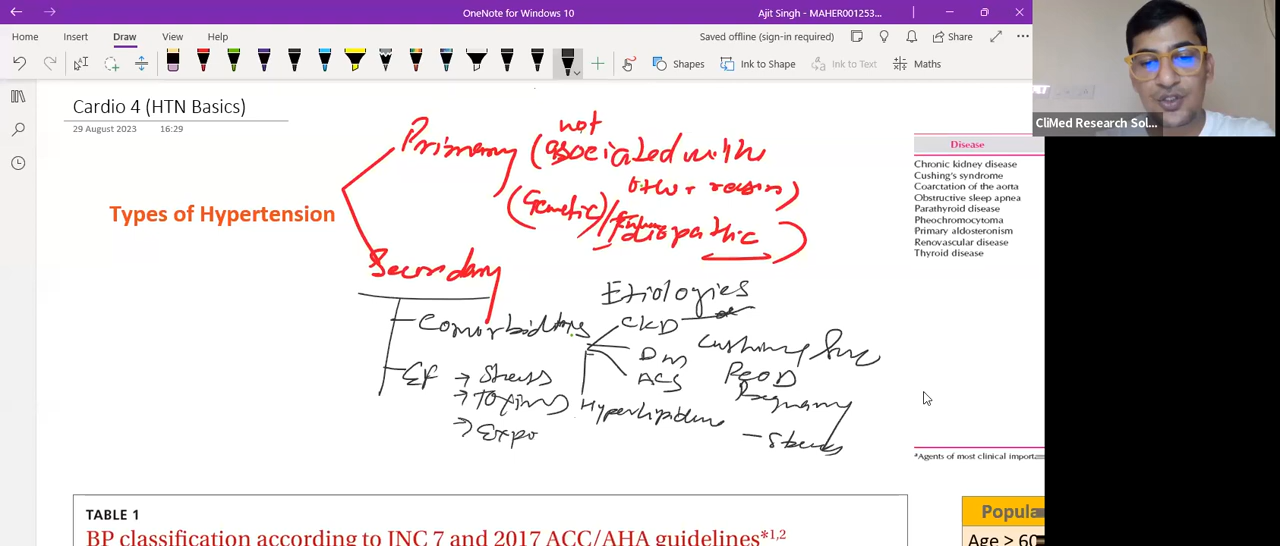 OneNote for Windows 10
Ajit Singh - MAHER001253...
Home Insert Draw View Help
Saved offline (sign-in required)
Share
Shapes
Ink to Shape
Ink to Text
Maths
Cardio 4 (HTN Basics)
29 August 2023 16:29
CliMed Research Sol...
Types of Hypertension
Primary (not associated with
other reason)
(Genetic)/Idiopathic)
Secondary
Etiologies
Comorbidities
CKD
DM
ACS
Hyperlipidem
Cushing Syn
PCOD
Pregnancy
- Steroids
EF → Stress
→ Toxins
→ Expo
Disease
Chronic kidney disease
Cushing's syndrome
Coarctation of the aorta
Obstructive sleep apnea
Parathyroid disease
Pheochromocytoma
Primary aldosteronism
Renovascular disease
Thyroid disease
*Agents of most clinical import
TABLE 1
BP classification according to JNC 7 and 2017 ACC/AHA guidelines*1,2
Popula
Age > 60